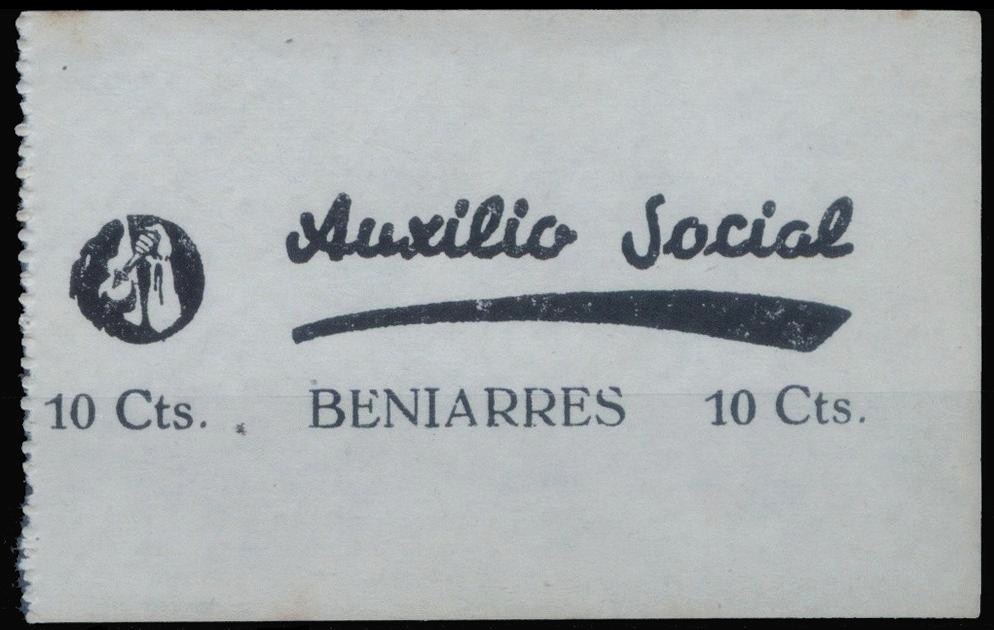 Auxilio Social
10 Cts. BENIARRES 10 Cts.